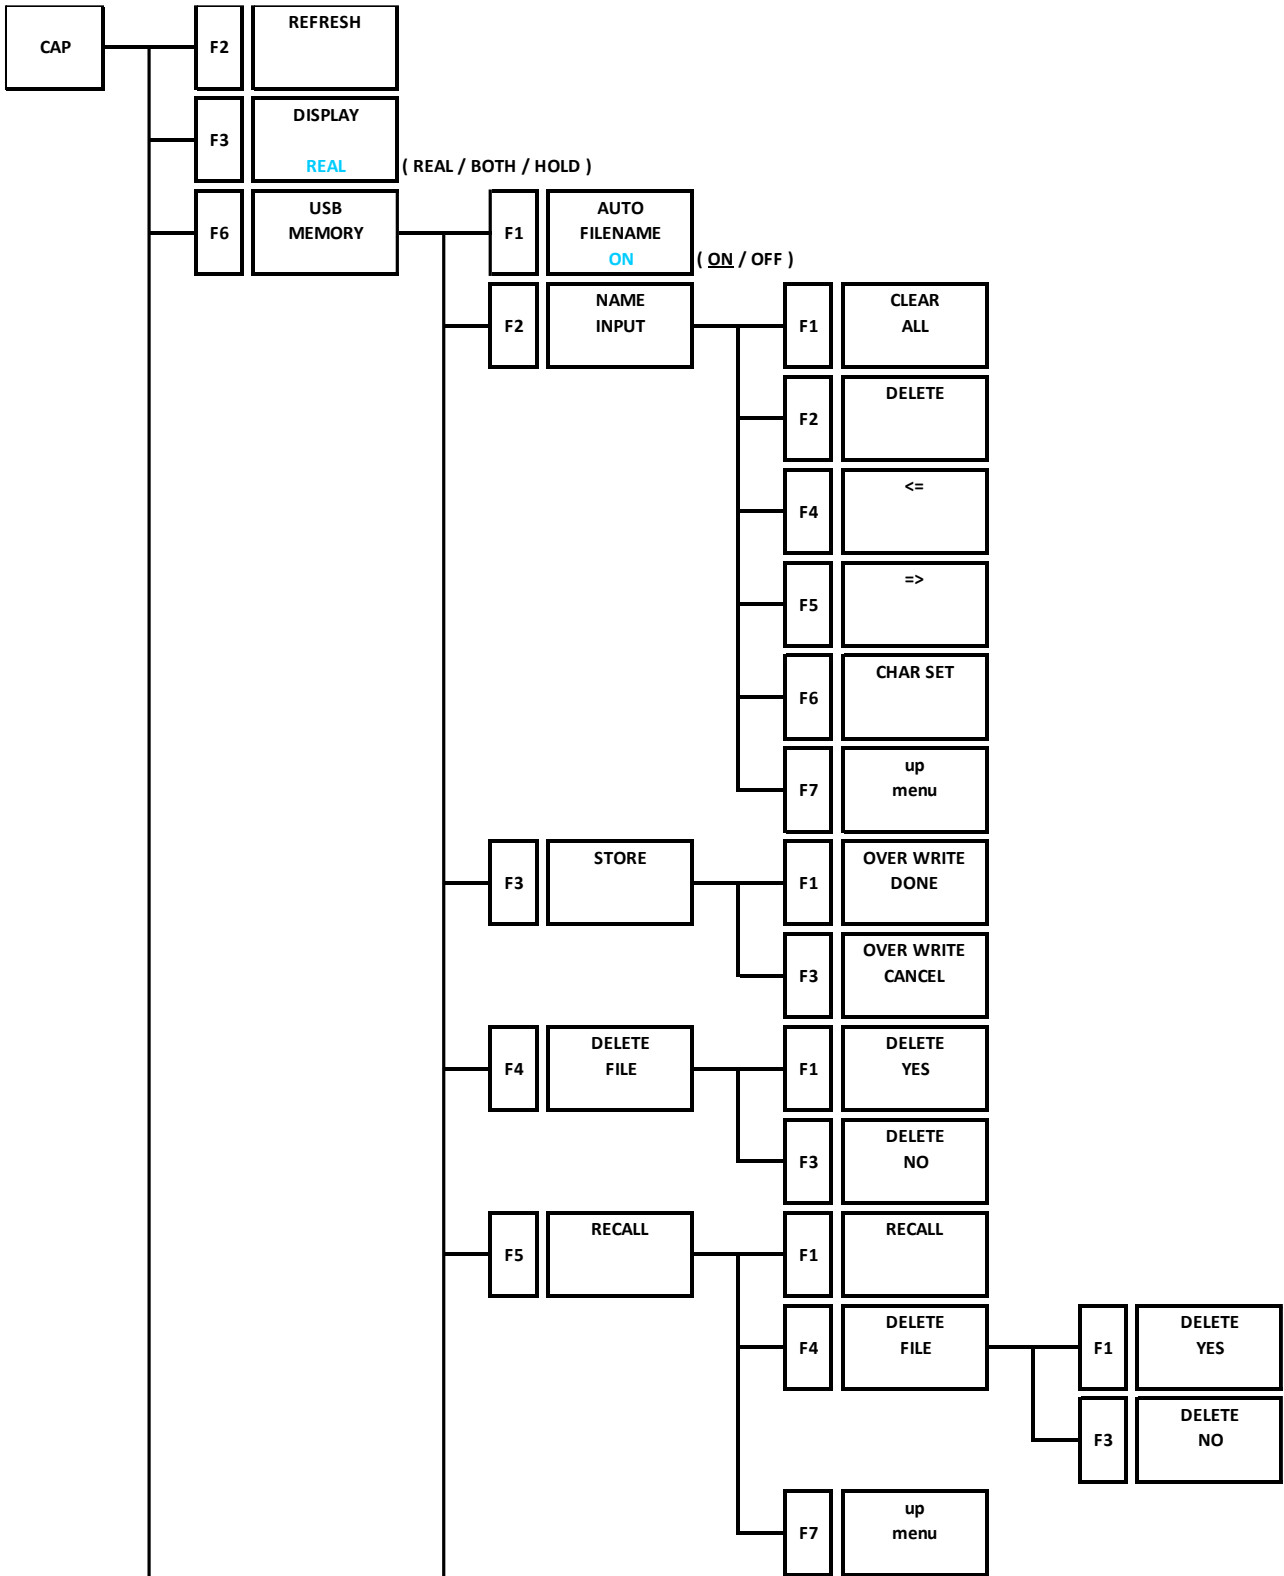 CAP
F2
REFRESH
F3
DISPLAY
REAL
( REAL / BOTH / HOLD )
F6
USB
MEMORY
F1
AUTO
FILENAME
ON
( ON / OFF )
F2
NAME
INPUT
F1
CLEAR
ALL
F2
DELETE
F4
<=
F5
=>
F6
CHAR SET
F7
up
menu
F3
STORE
F1
OVER WRITE
DONE
F3
OVER WRITE
CANCEL
F4
DELETE
FILE
F1
DELETE
YES
F3
DELETE
NO
F5
RECALL
F1
RECALL
F4
DELETE
FILE
F1
DELETE
YES
F3
DELETE
NO
F7
up
menu